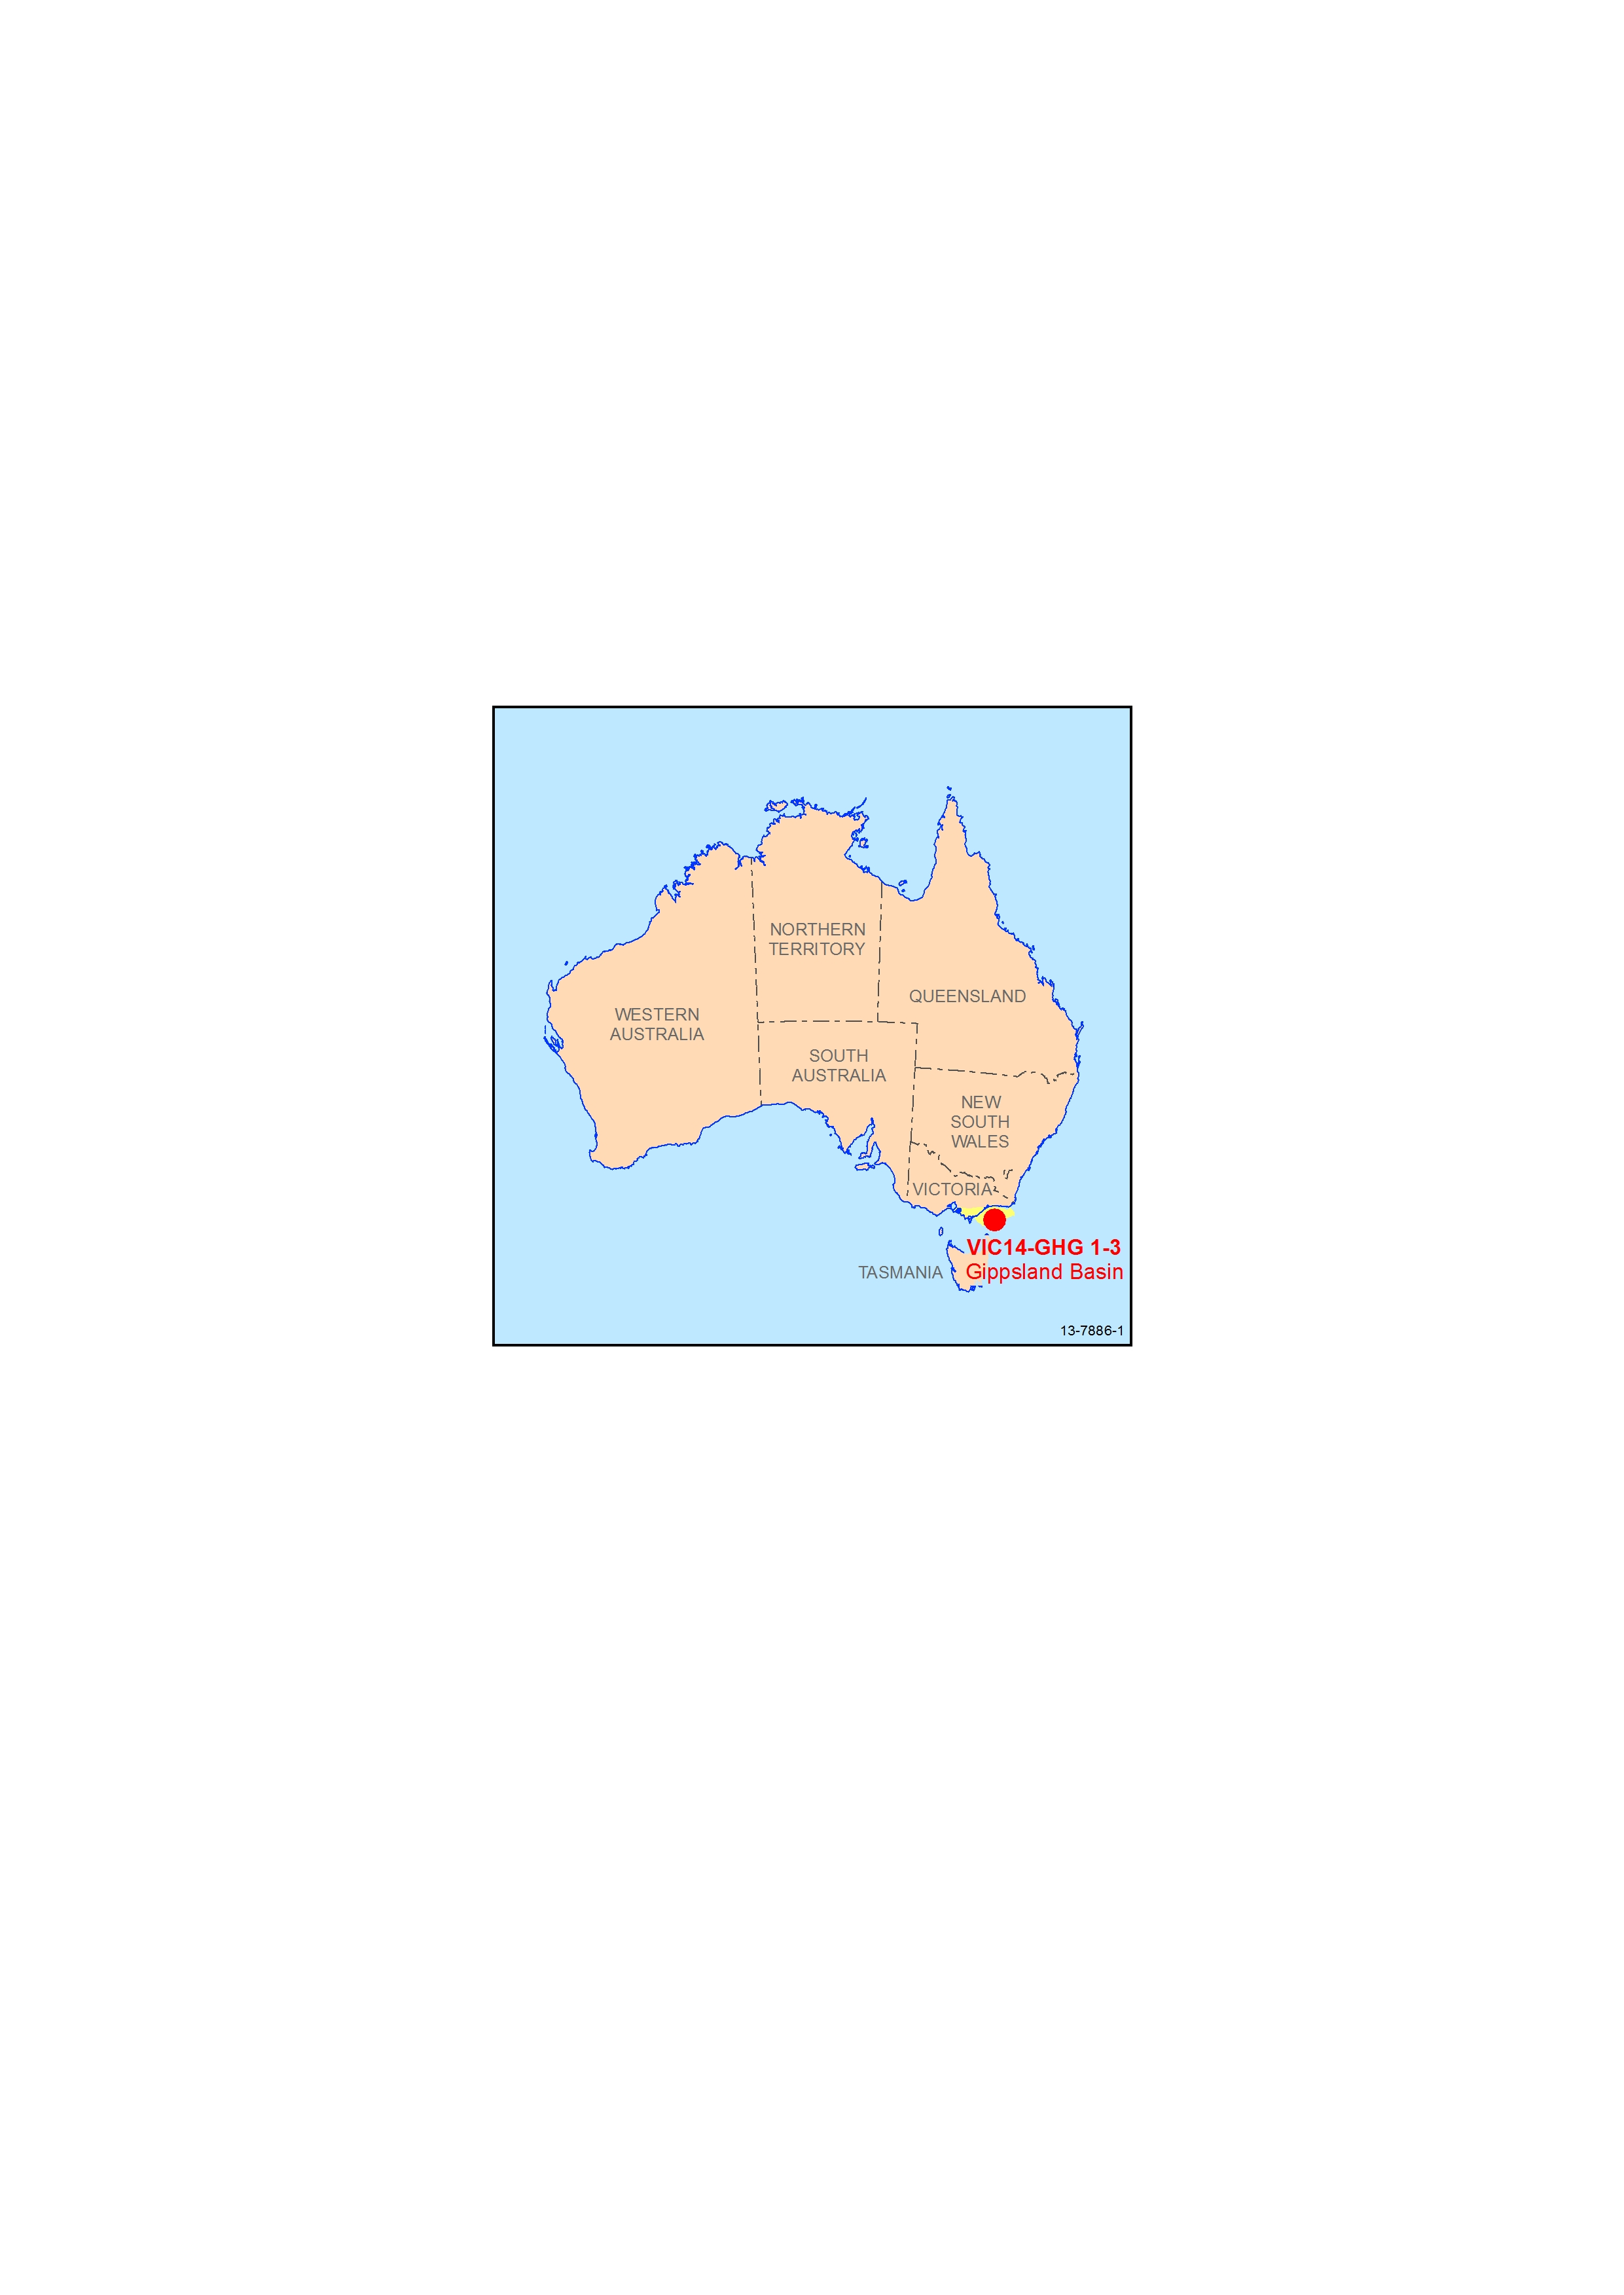 NORTHERN
TERRITORY
QUEENSLAND
WESTERN
AUSTRALIA
SOUTH
AUSTRALIA
NEW
SOUTH
WALES
VICTORIA
VIC14-GHG 1-3
TASMANIA
Gippsland Basin
13-7886-1